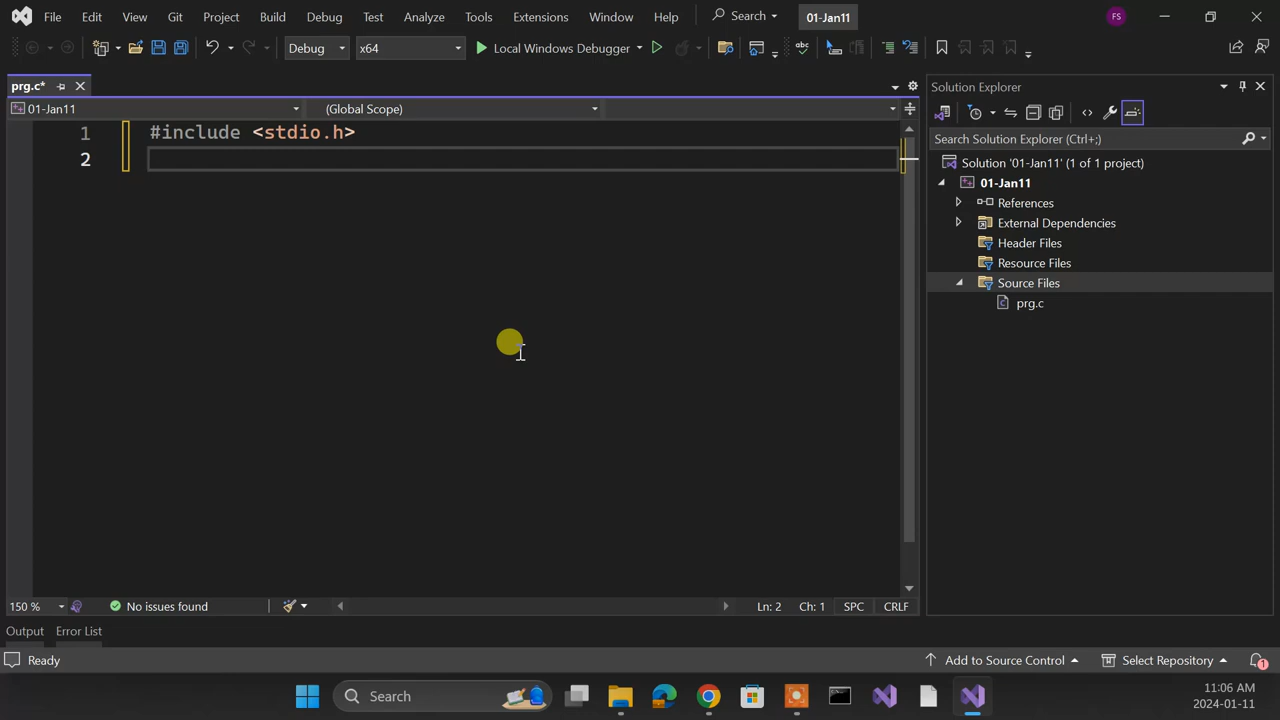 File Edit View Git Project Build Debug Test Analyze Tools Extensions Window Help Search 01-Jan11 FS
Debug x64 Local Windows Debugger
prg.c*
01-Jan11 (Global Scope)
1 #include <stdio.h>
2
150 % No issues found Ln: 2 Ch: 1 SPC CRLF
Solution Explorer
Search Solution Explorer (Ctrl+;)
Solution '01-Jan11' (1 of 1 project)
01-Jan11
References
External Dependencies
Header Files
Resource Files
Source Files
prg.c
Output Error List
Ready Add to Source Control Select Repository 1
Search 11:06 AM
2024-01-11